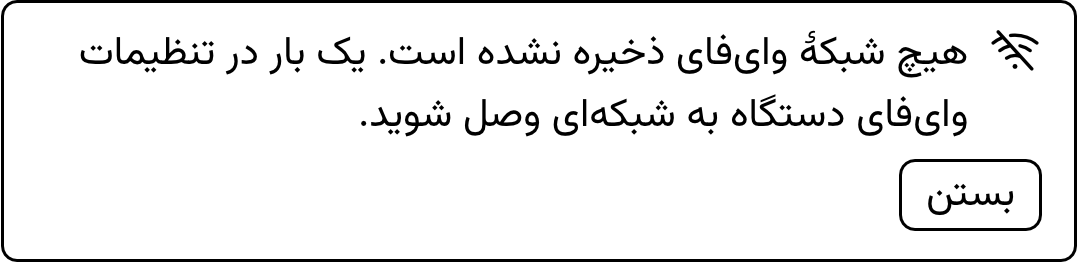 هیچ شبکهٔ وای‌فای ذخیره نشده است. یک بار در تنظیمات
وای‌فای دستگاه به شبکه‌ای وصل شوید.
بستن